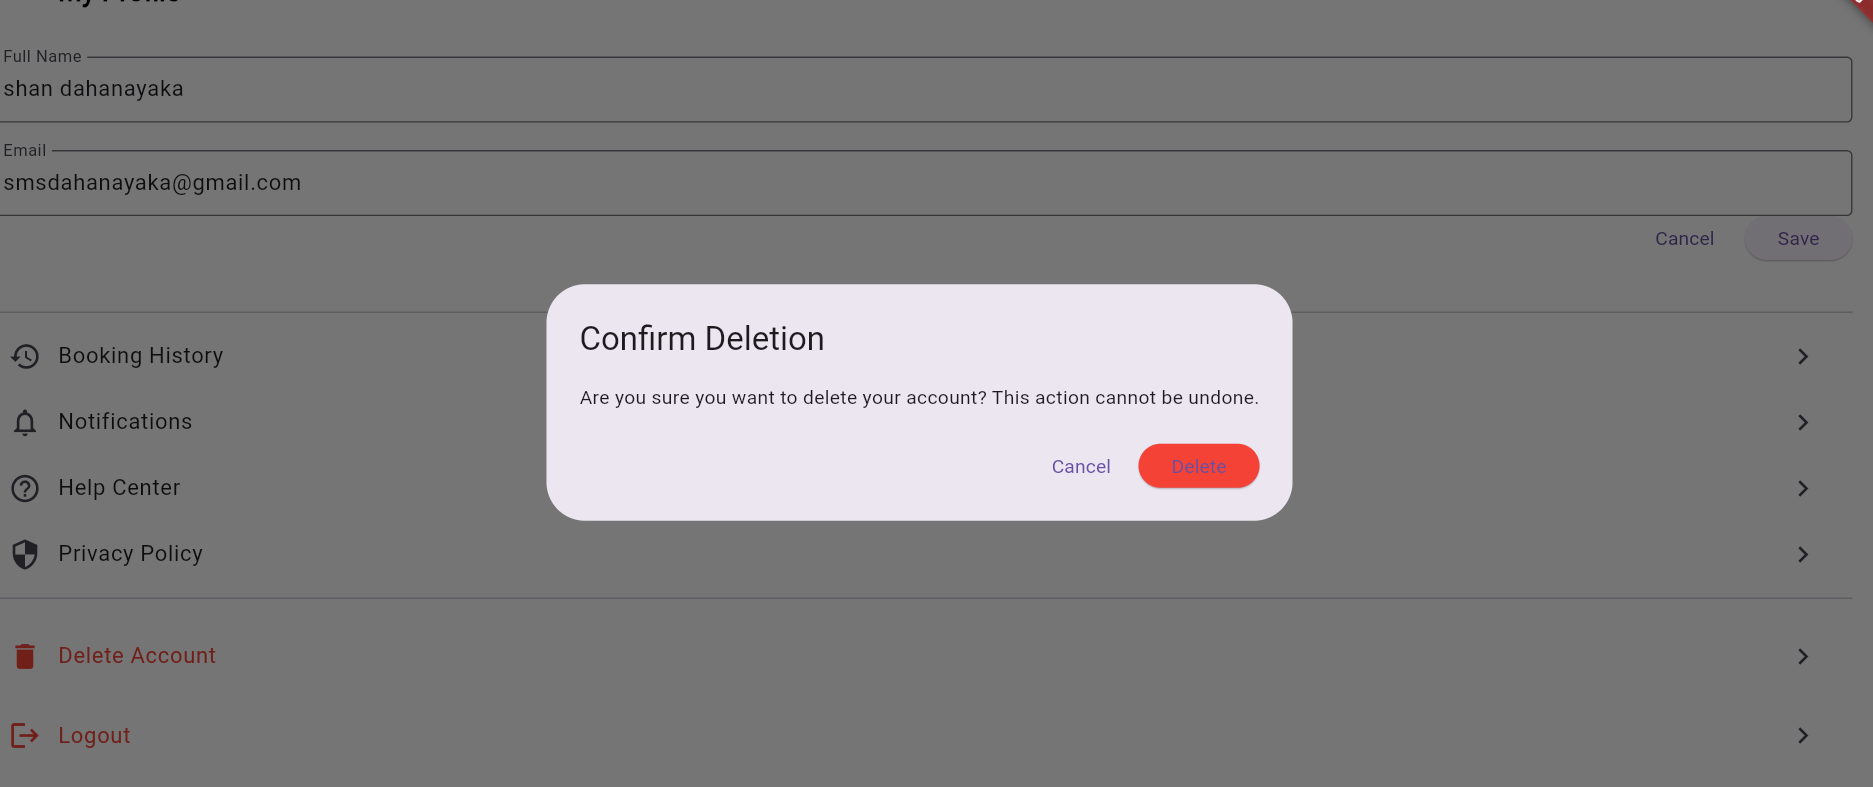 My Profile
Full Name
shan dahanayaka
Email
smsdahanayaka@gmail.com
Cancel
Save
Confirm Deletion
Are you sure you want to delete your account? This action cannot be undone.
Cancel
Delete
Booking History
Notifications
Help Center
Privacy Policy
Delete Account
Logout